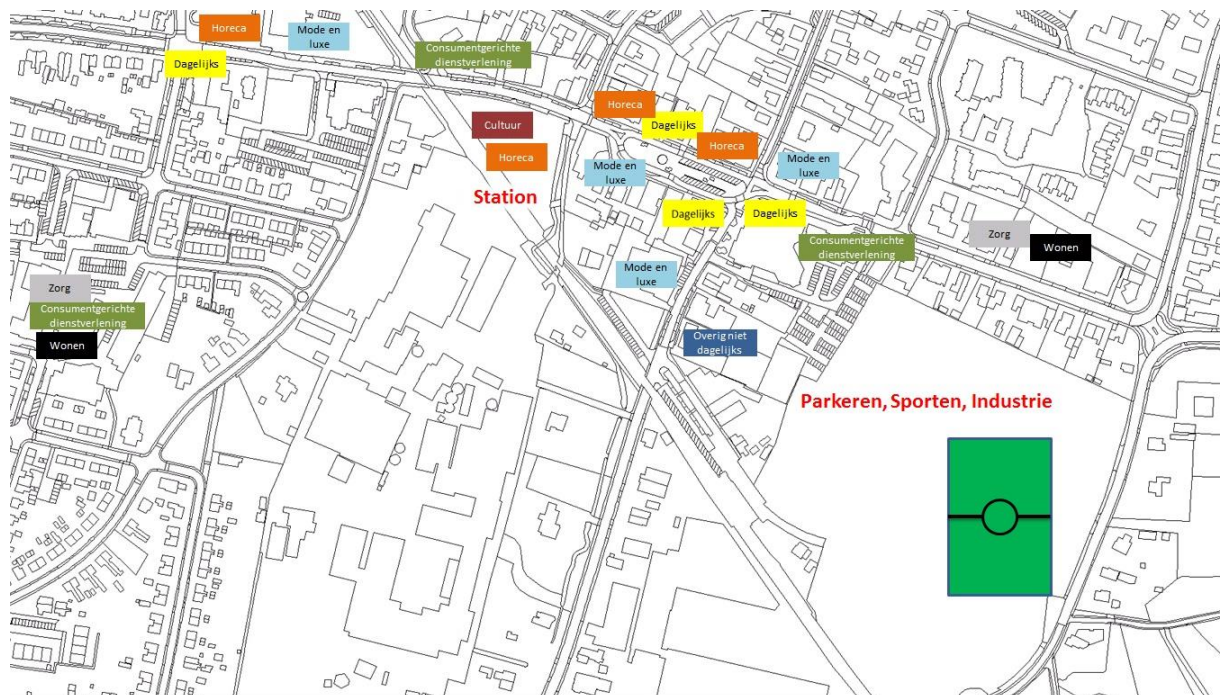 Horeca
Mode en
luxe
Dagelijks
Consumentgerichte
dienstverlening
Horeca
Cultuur
Dagelijks
Horeca
Horeca
Mode en
luxe
Mode en
luxe
Station
Dagelijks
Dagelijks
Zorg
Consumentgerichte
dienstverlening
Wonen
Mode en
luxe
Zorg
Consumentgerichte
dienstverlening
Wonen
Overig niet
dagelijks
Parkeren, Sporten, Industrie